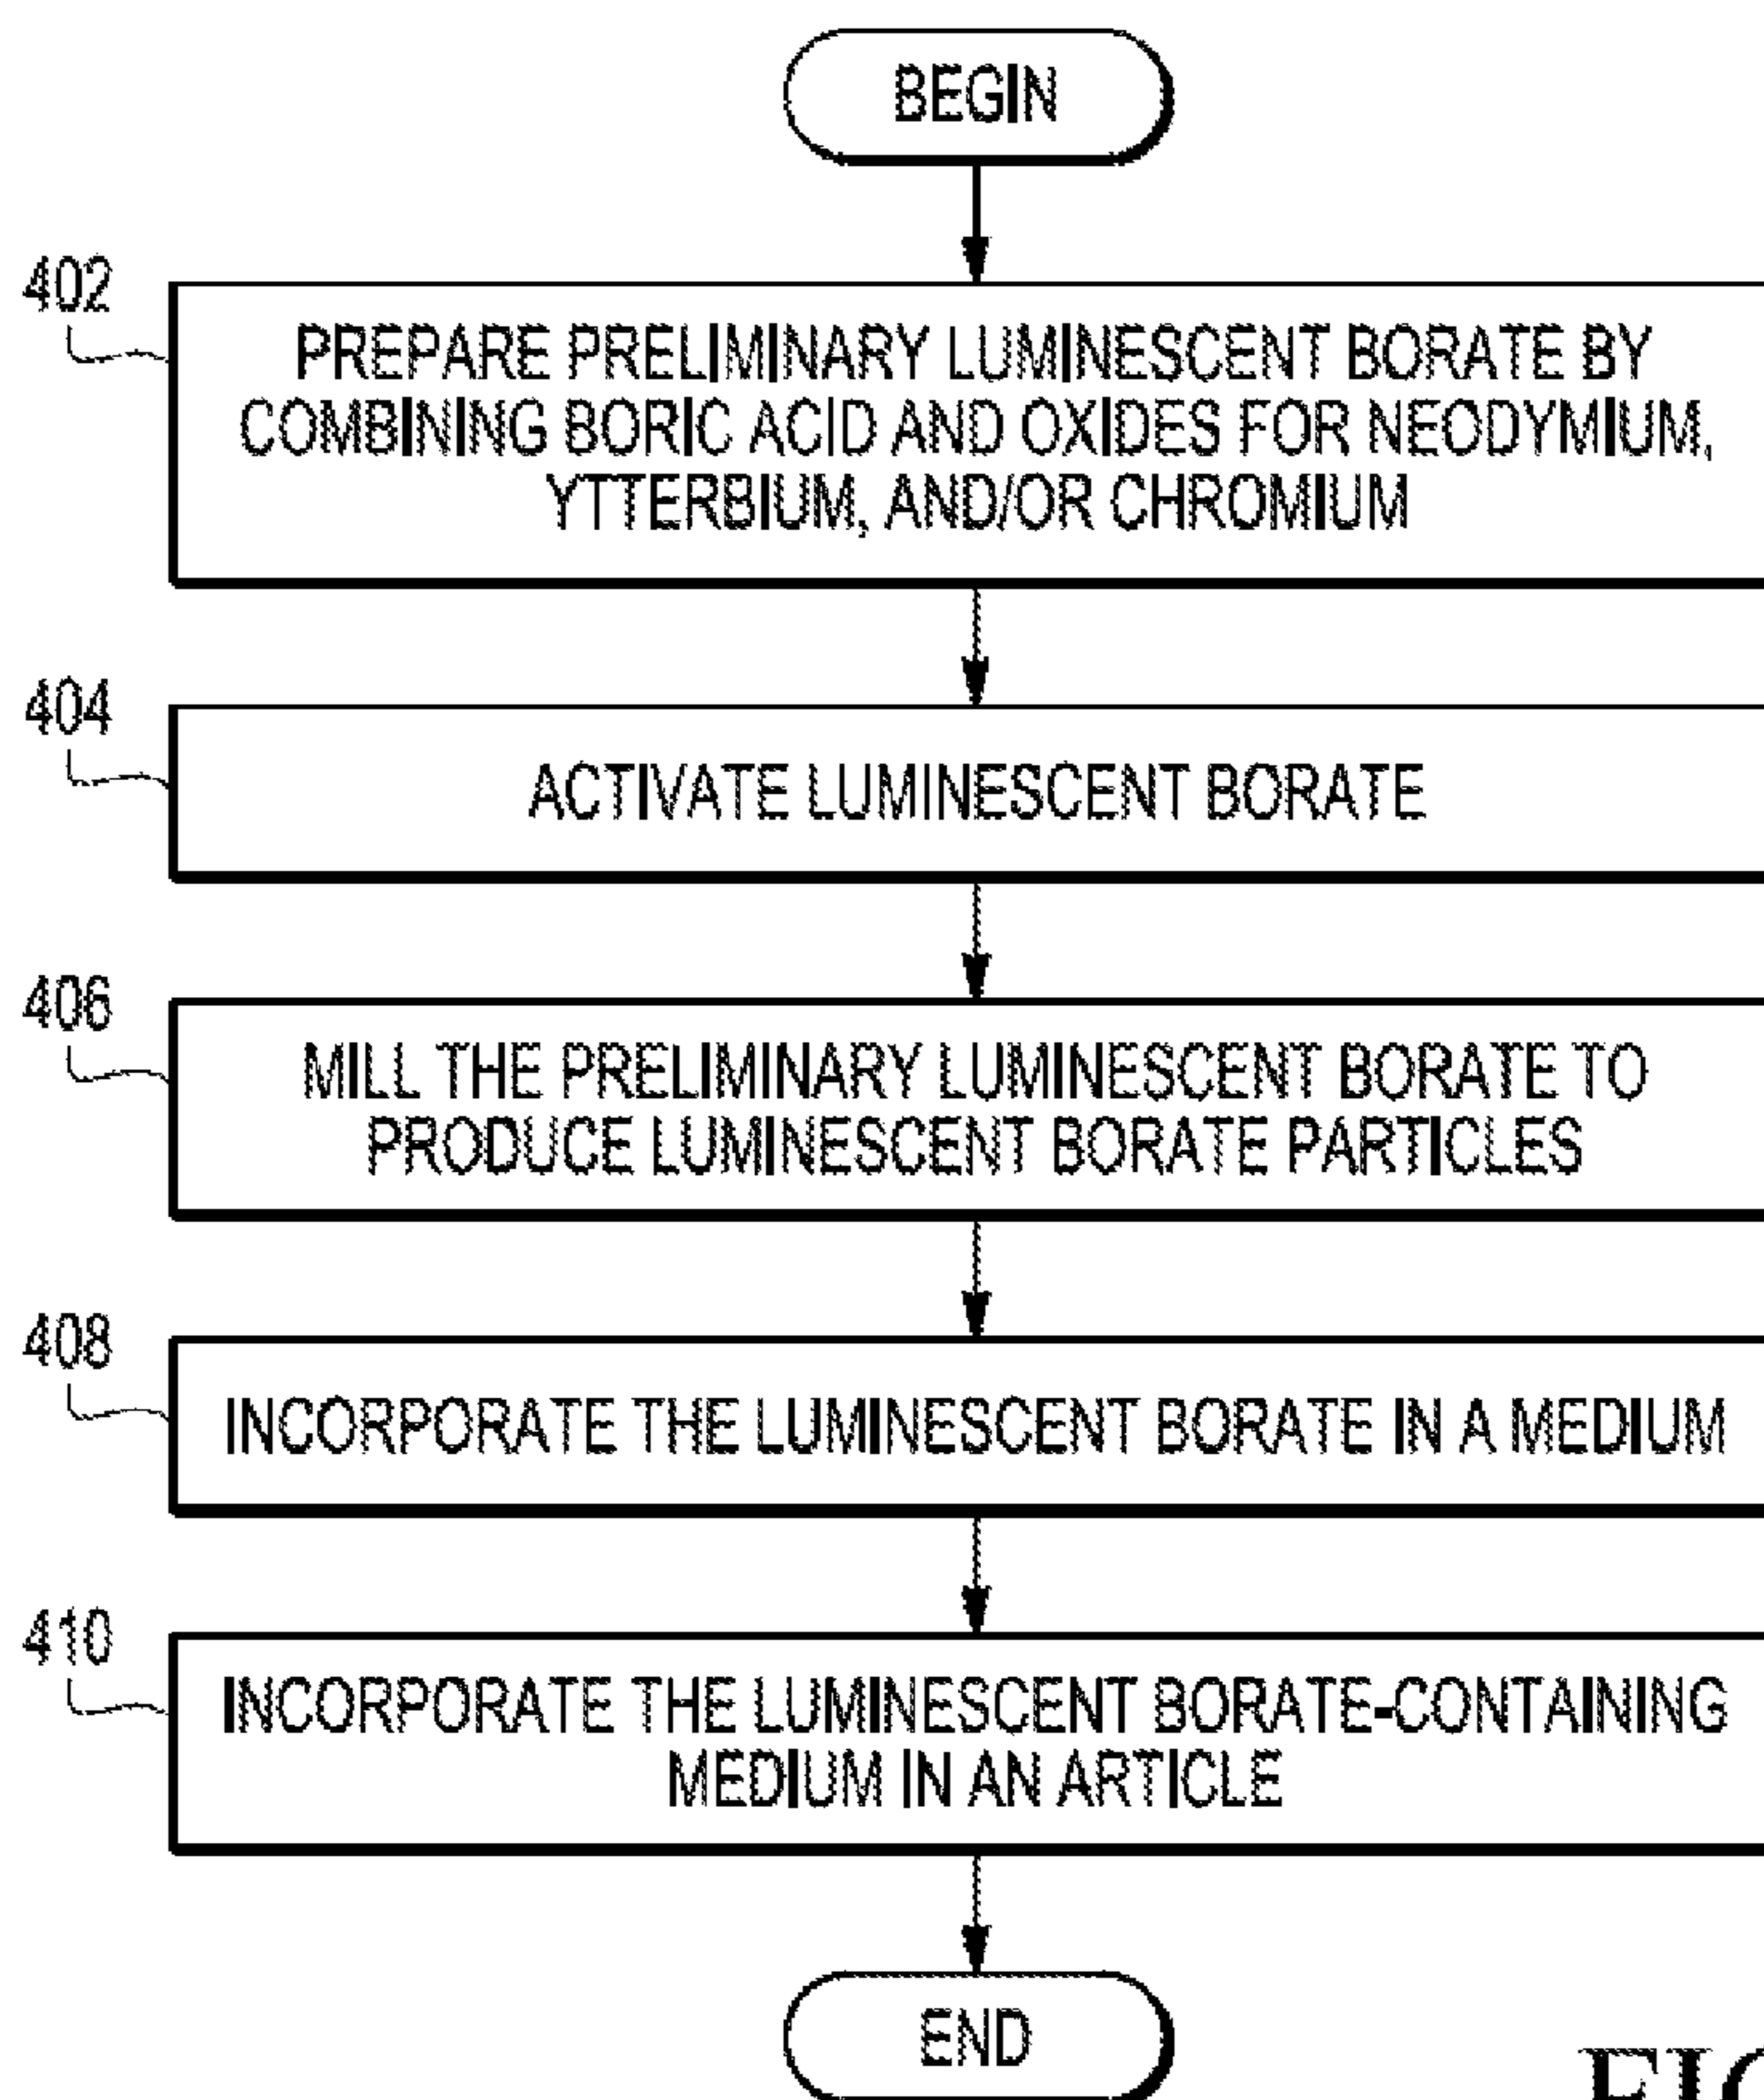 BEGIN
402
PREPARE PRELIMINARY LUMINESCENT BORATE BY
COMBINING BORIC ACID AND OXIDES FOR NEODYMIUM,
YTTERBIUM, AND/OR CHROMIUM
404
ACTIVATE LUMINESCENT BORATE
406
MILL THE PRELIMINARY LUMINESCENT BORATE TO
PRODUCE LUMINESCENT BORATE PARTICLES
408
INCORPORATE THE LUMINESCENT BORATE IN A MEDIUM
410
INCORPORATE THE LUMINESCENT BORATE-CONTAINING
MEDIUM IN AN ARTICLE
END